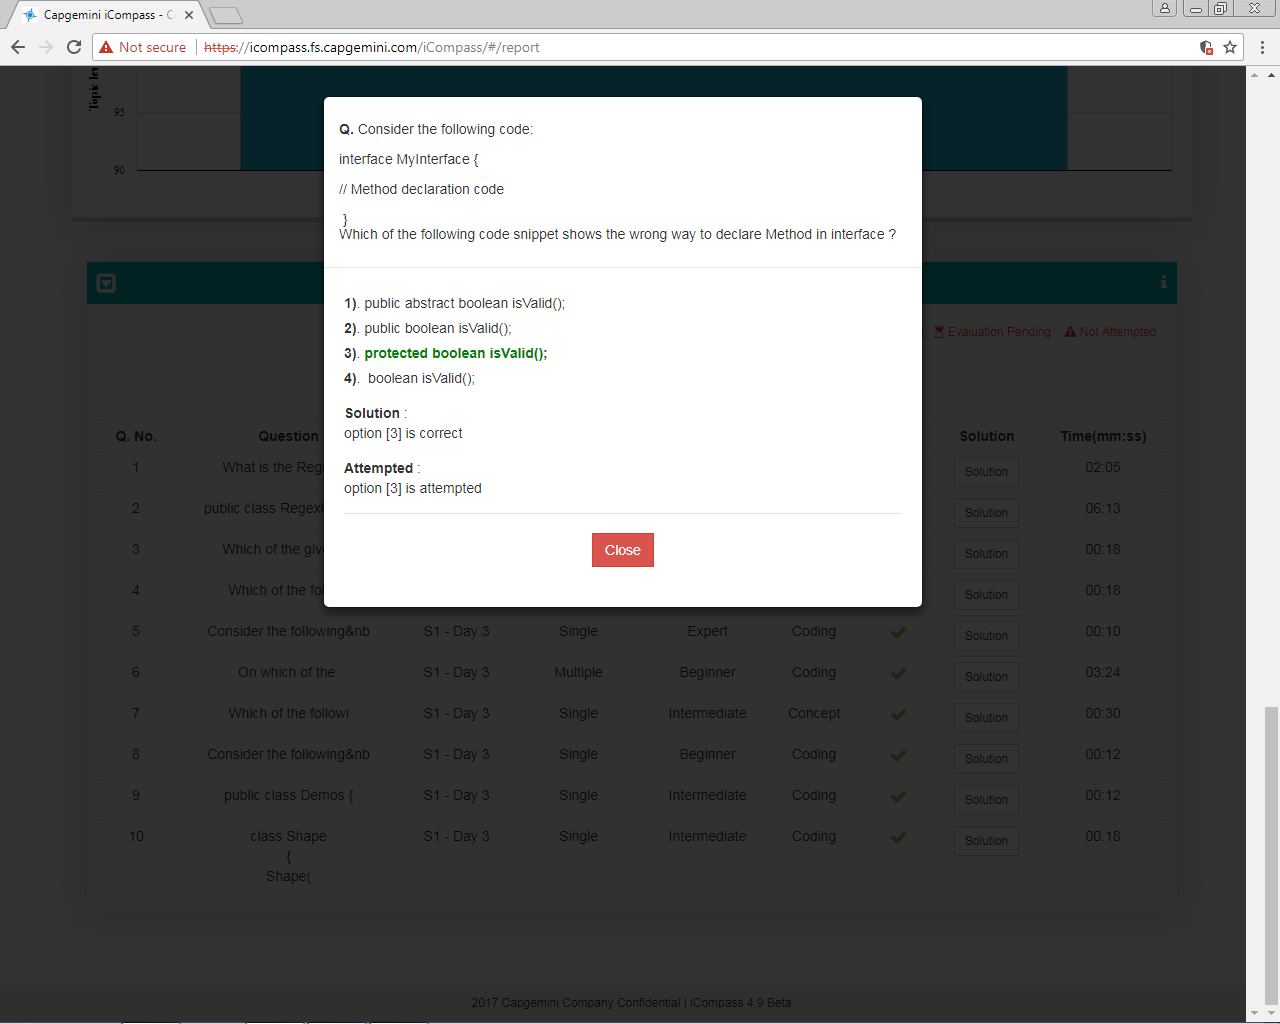 Capgemini iCompass - C
Not secure
https://icompass.fs.capgemini.com/iCompass/#/report
Topic lev
95
90
Q. Consider the following code:
interface MyInterface {
// Method declaration code
}
Which of the following code snippet shows the wrong way to declare Method in interface ?
1). public abstract boolean isValid();
2). public boolean isValid();
3). protected boolean isValid();
4).  boolean isValid();
Solution :
option [3] is correct
Attempted :
option [3] is attempted
Close
Evaluation Pending Not Attempted
Q. No. Question Solution Time(mm:ss)
1 What is the Reg Solution 02:05
2 public class Regex Solution 06:13
3 Which of the giv Solution 00:18
4 Which of the fol Solution 00:18
5 Consider the following&nb S1 - Day 3 Single Expert Coding Solution 00:10
6 On which of the S1 - Day 3 Multiple Beginner Coding Solution 03:24
7 Which of the followi S1 - Day 3 Single Intermediate Concept Solution 00:30
8 Consider the following&nb S1 - Day 3 Single Beginner Coding Solution 00:12
9 public class Demos { S1 - Day 3 Single Intermediate Coding Solution 00:12
10 class Shape S1 - Day 3 Single Intermediate Coding Solution 00:18
{
Shape(
2017 Capgemini Company Confidential | iCompass 4.9 Beta